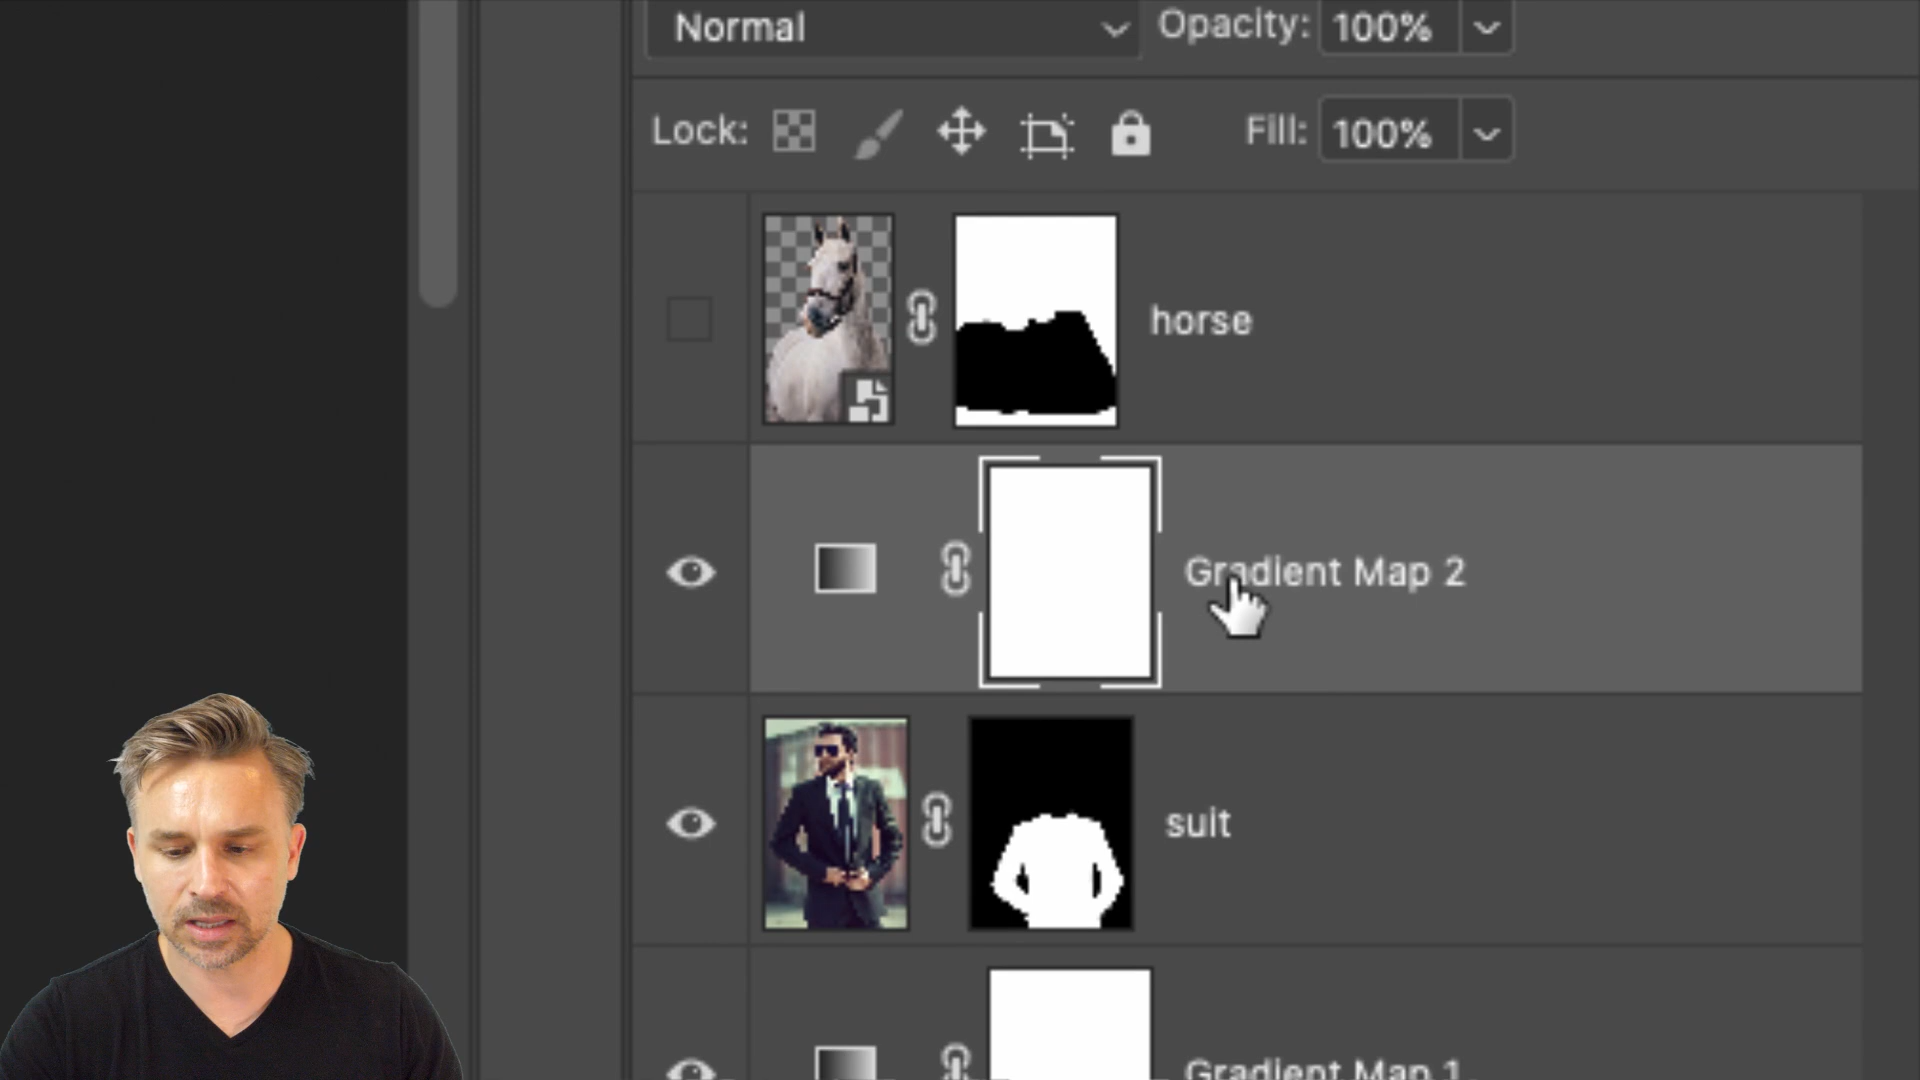 Normal
Opacity: 100%
Lock:
Fill: 100%
horse
Gradient Map 2
suit
Gradient Map 1